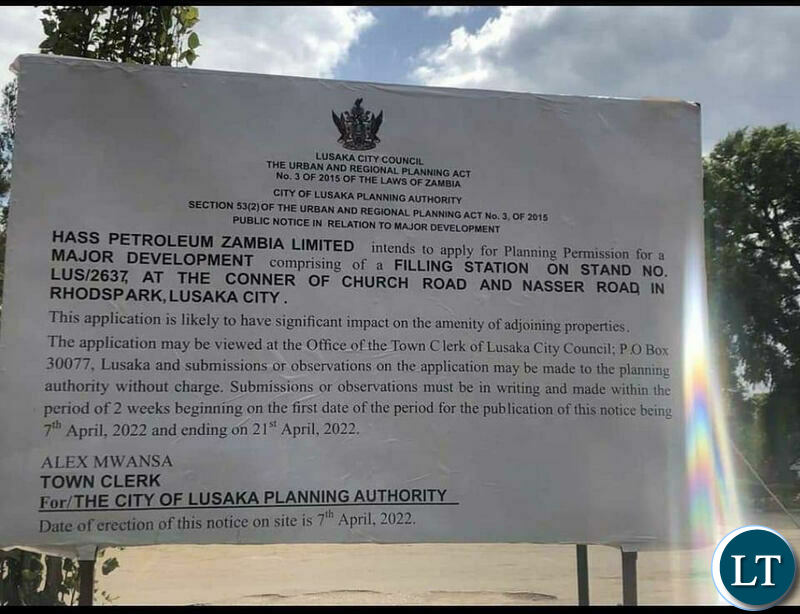 LUSAKA CITY COUNCIL
THE URBAN AND REGIONAL PLANNING ACT
No. 3 OF 2015 OF THE LAWS OF ZAMBIA
CITY OF LUSAKA PLANNING AUTHORITY
SECTION 53(2) OF THE URBAN AND REGIONAL PLANNING ACT No. 3, OF 2015
PUBLIC NOTICE IN RELATION TO MAJOR DEVELOPMENT
HASS PETROLEUM ZAMBIA LIMITED intends to apply for Planning Permission for a
MAJOR DEVELOPMENT comprising of a FILLING STATION ON STAND NO.
LUS/2637, AT THE CONNER OF CHURCH ROAD AND NASSER ROAD, IN
RHODSPARK, LUSAKA CITY.
This application is likely to have significant impact on the amenity of adjoining properties.
The application may be viewed at the Office of the Town Clerk of Lusaka City Council; P.O Box
30077, Lusaka and submissions or observations on the application may be made to the planning
authority without charge. Submissions or observations must be in writing and made within the
period of 2 weeks beginning on the first date of the period for the publication of this notice being
7th April, 2022 and ending on 21st April, 2022.
ALEX MWANSA
TOWN CLERK
For/THE CITY OF LUSAKA PLANNING AUTHORITY
Date of erection of this notice on site is 7th April, 2022.
LT